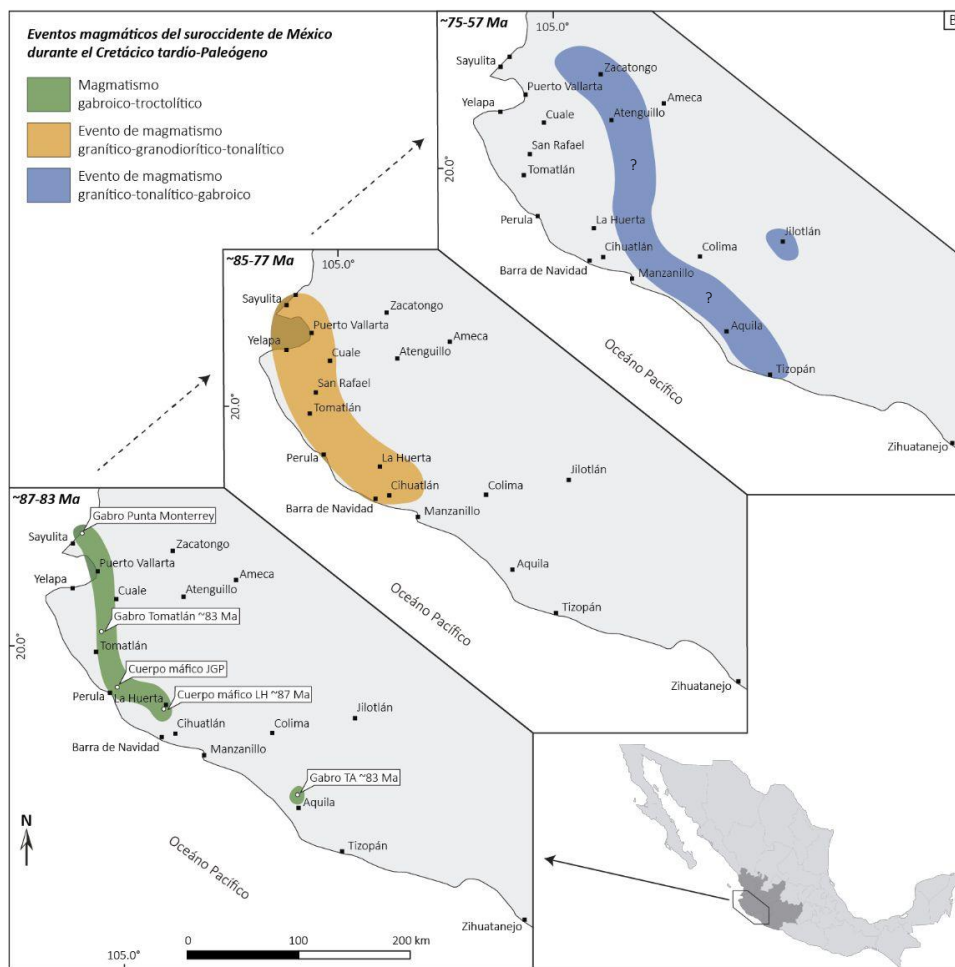 Eventos magmáticos del suroccidente de México
durante el Cretácico tardío-Paleógeno
Magmatismo
gabroico-troctolítico
Evento de magmatismo
granítico-granodiorítico-tonalítico
Evento de magmatismo
granítico-tonalítico-gabroico
~75-57 Ma
105.0°
B
Sayulita
Zacatongo
Puerto Vallarta
Ameca
Yelapa
Cuale
Atenguillo
San Rafael
20.0°
?
Tomatlán
Perula
La Huerta
Jilotlán
Cihuatlán
Colima
Barra de Navidad
Manzanillo
?
Aquila
Océano Pacífico
Tizopán
Zihuatanejo
~85-77 Ma
105.0°
Sayulita
Zacatongo
Puerto Vallarta
Ameca
Yelapa
Cuale
Atenguillo
San Rafael
20.0°
Tomatlán
Perula
La Huerta
Jilotlán
Cihuatlán
Colima
Barra de Navidad
Manzanillo
Aquila
Océano Pacífico
Tizopán
Zihuatanejo
~87-83 Ma
Gabro Punta Monterrey
Sayulita
Zacatongo
Puerto Vallarta
Ameca
Yelapa
Cuale
Atenguillo
Gabro Tomatlán ~83 Ma
20.0°
Tomatlán
Cuerpo máfico JGP
Perula
La Huerta
Cuerpo máfico LH ~87 Ma
Jilotlán
Cihuatlán
Colima
Barra de Navidad
Manzanillo
Gabro TA ~83 Ma
Aquila
N
Océano Pacífico
Tizopán
Zihuatanejo
0 100 200 km
105.0°